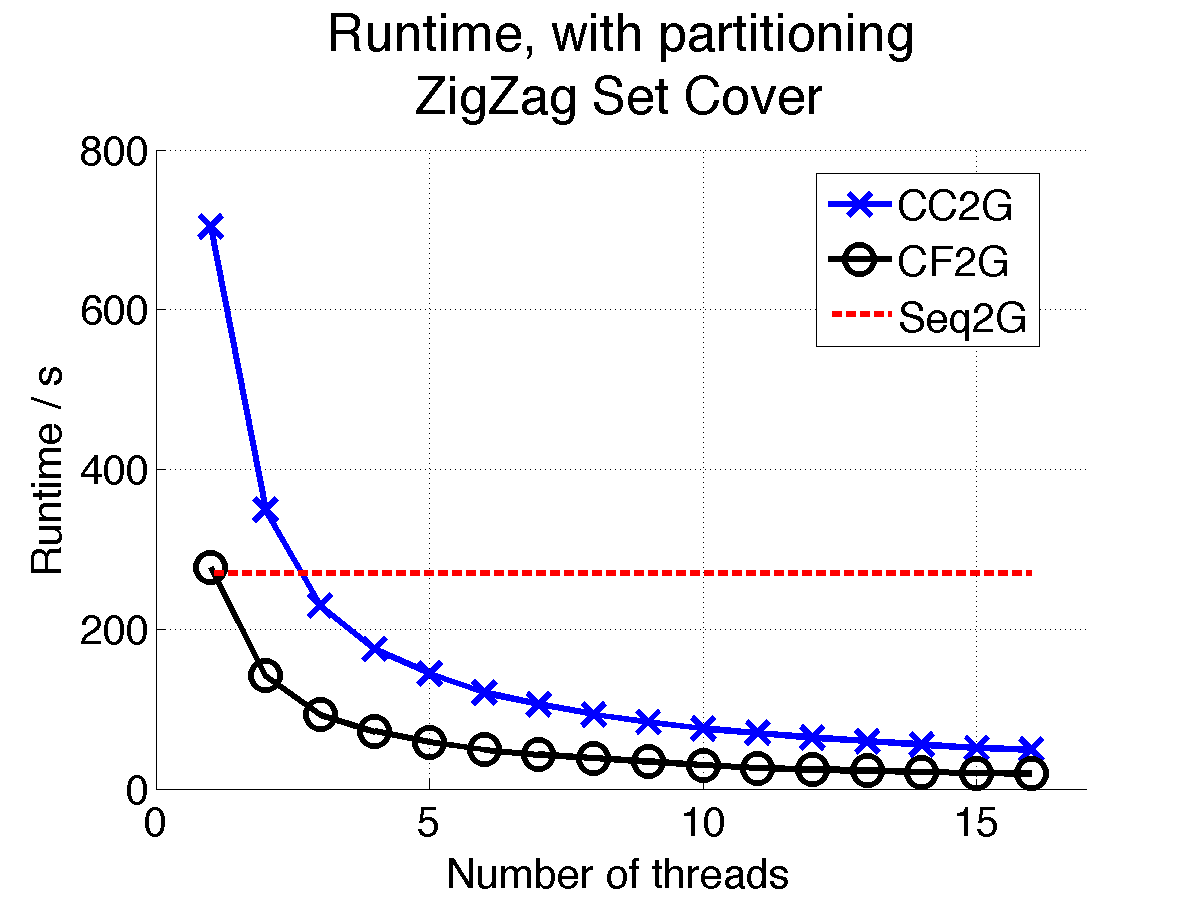 Runtime, with partitioning
ZigZag Set Cover
800
600
400
200
0
Runtime / s
CC2G
CF2G
Seq2G
0 5 10 15
Number of threads